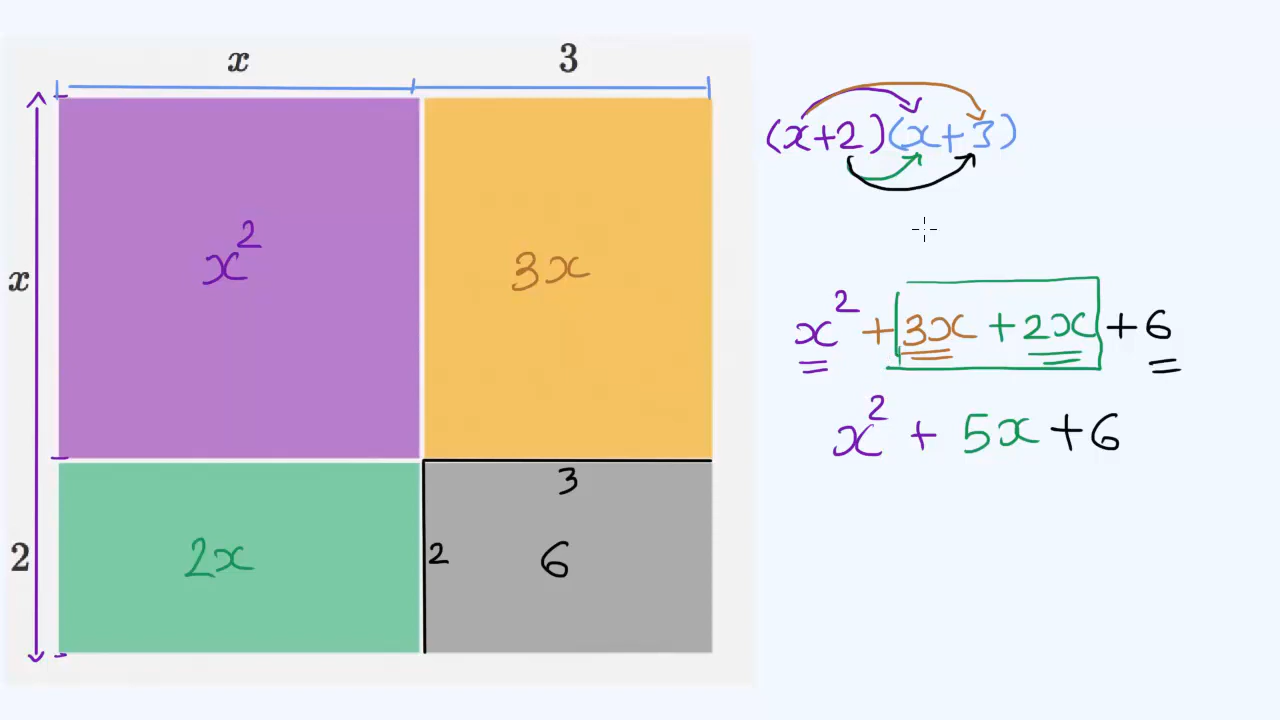 x 3
(x+2)(x+3)
x
x² 3x
x² + 3x + 2x + 6
x² + 5x + 6
3
2
2x
2 6